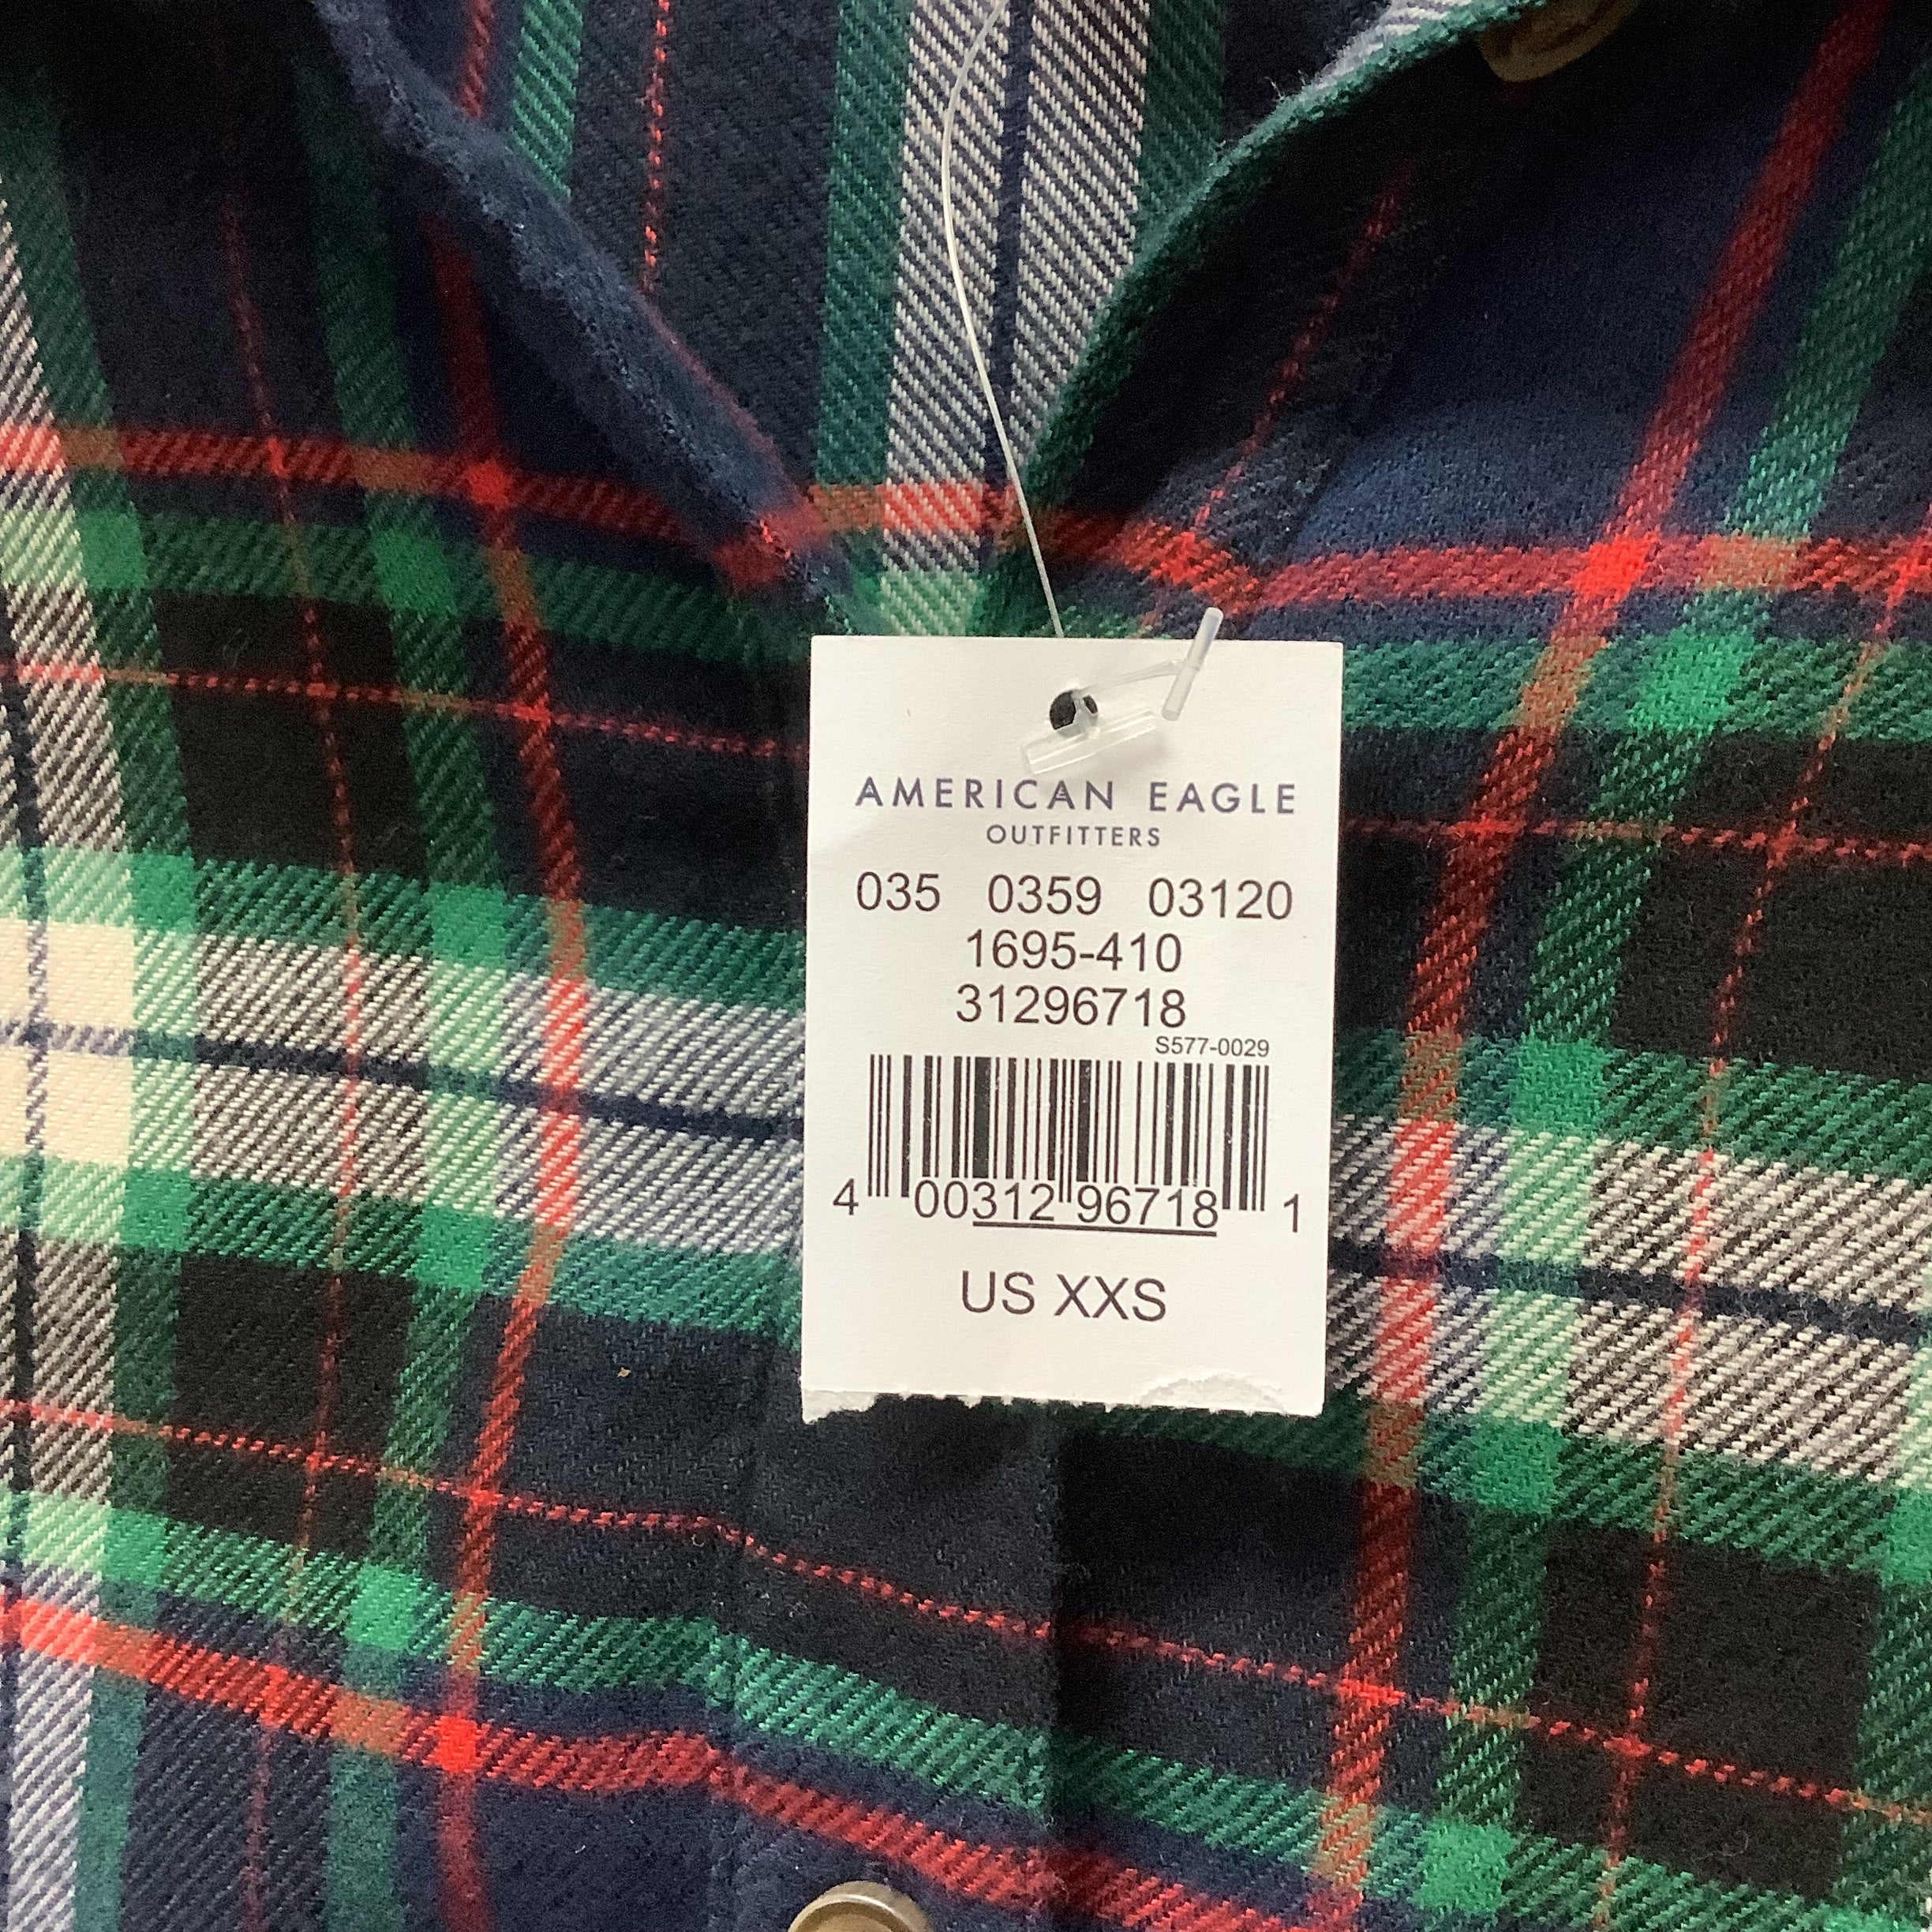 AMERICAN EAGLE
OUTFITTERS
035 0359 03120
1695-410
31296718
S577-0029
4 00312 96718 1
US XXS